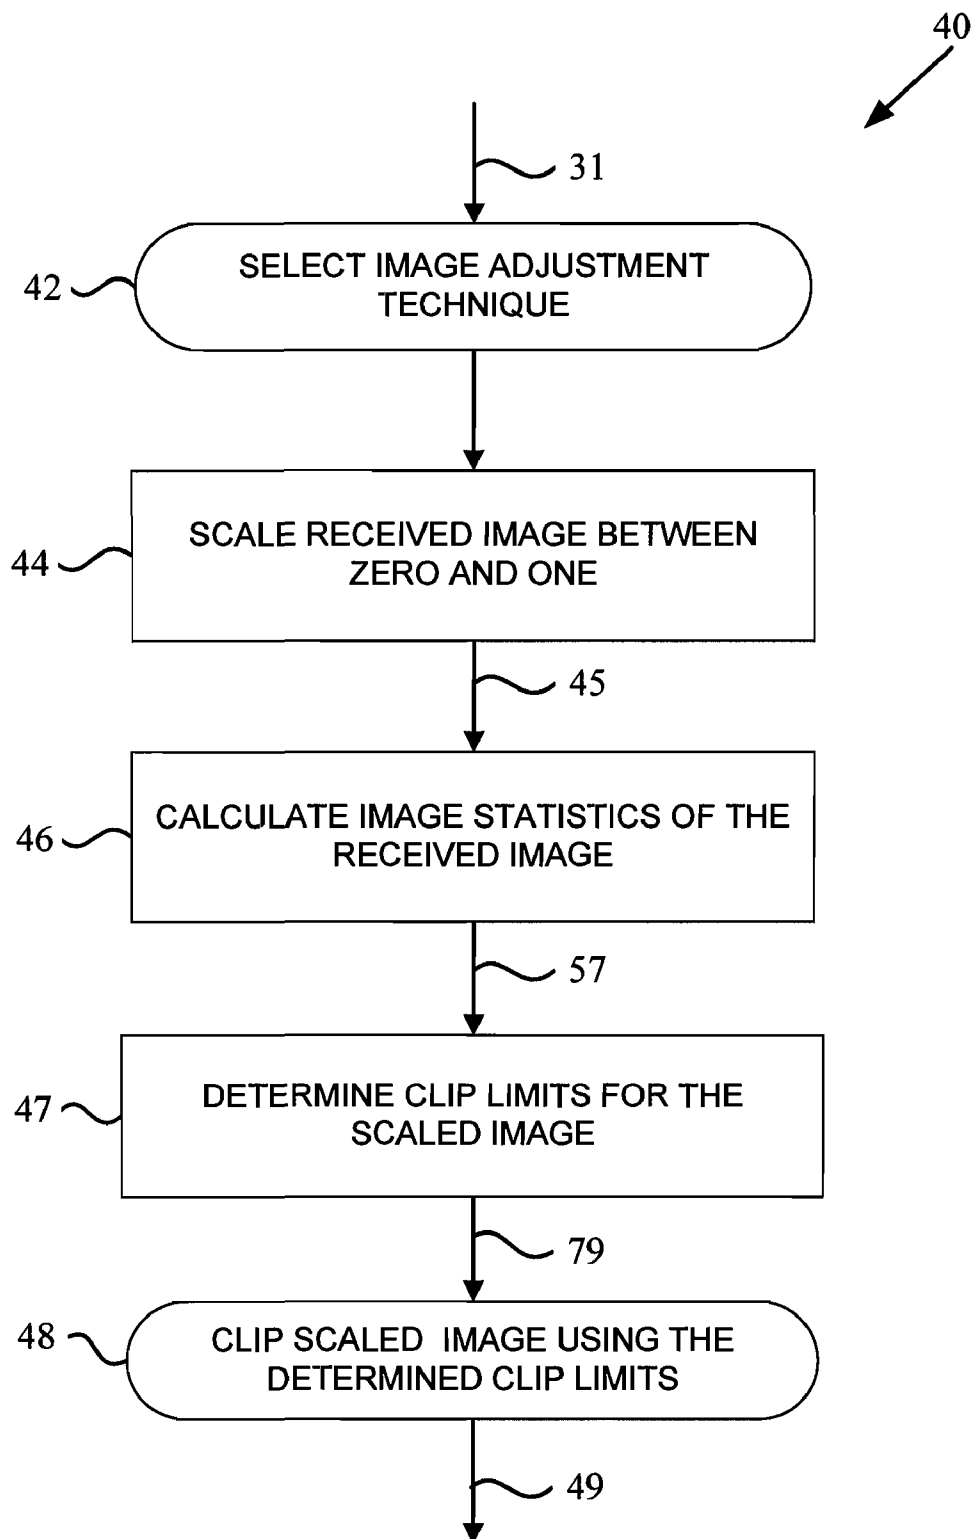 40
31
42
SELECT IMAGE ADJUSTMENT
TECHNIQUE
44
SCALE RECEIVED IMAGE BETWEEN
ZERO AND ONE
45
46
CALCULATE IMAGE STATISTICS OF THE
RECEIVED IMAGE
57
47
DETERMINE CLIP LIMITS FOR THE
SCALED IMAGE
79
48
CLIP SCALED IMAGE USING THE
DETERMINED CLIP LIMITS
49